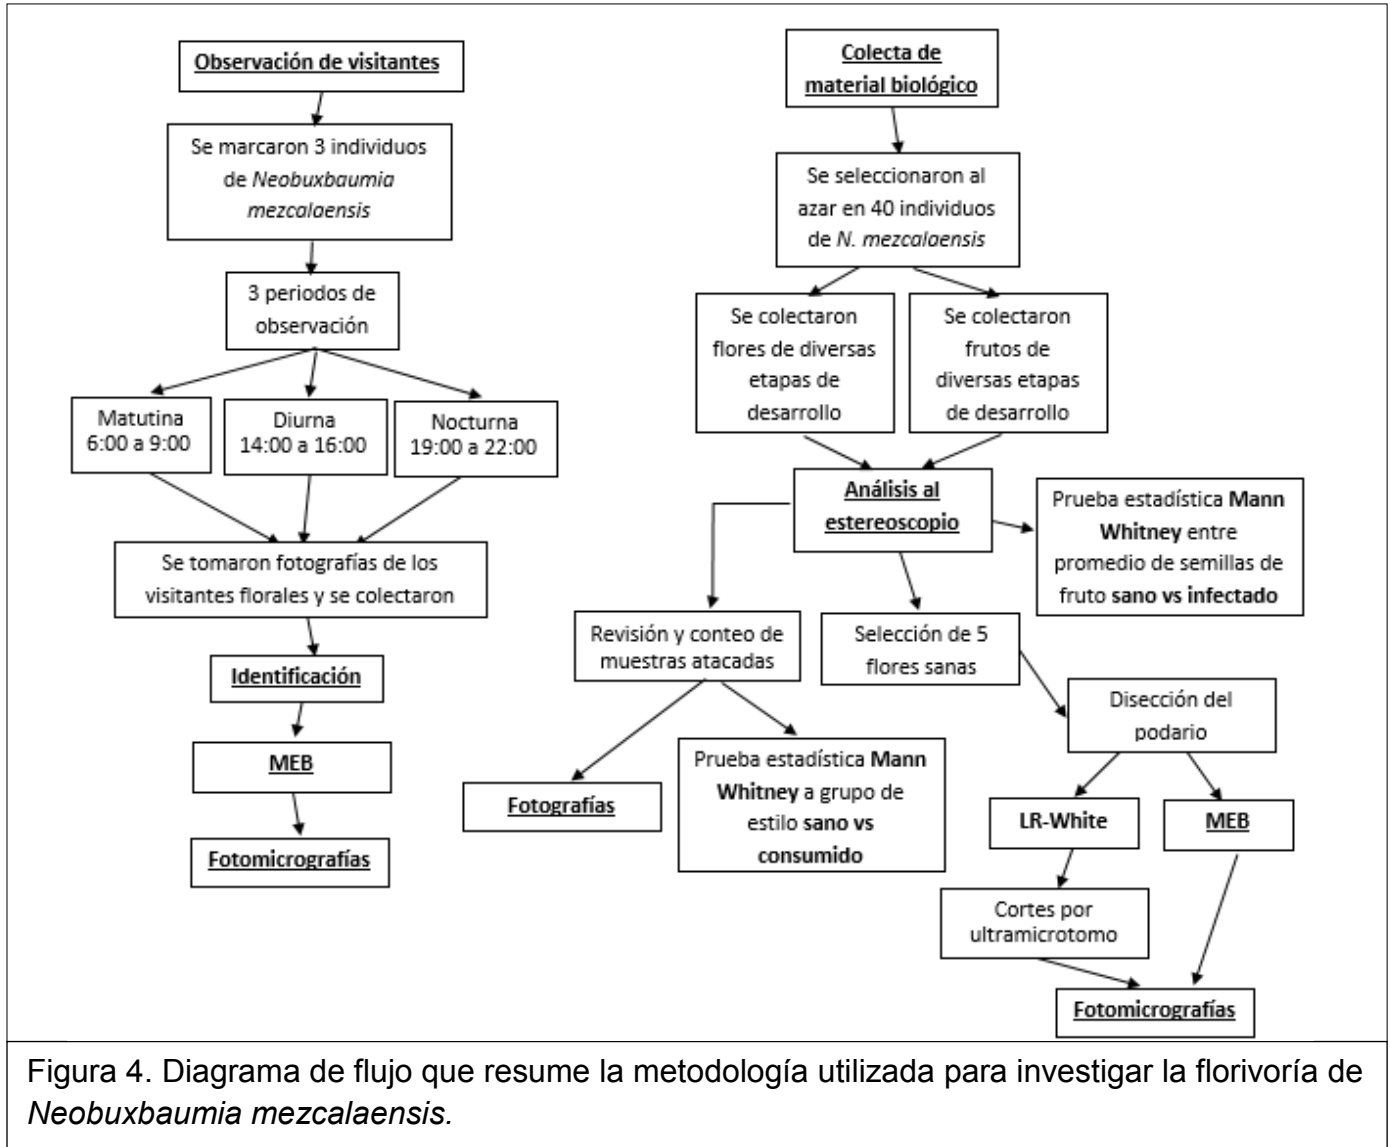 Observación de visitantes
Se marcaron 3 individuos
de Neobuxbaumia
mezcalaensis
3 periodos de
observación
Matutina
6:00 a 9:00
Diurna
14:00 a 16:00
Nocturna
19:00 a 22:00
Se tomaron fotografías de los
visitantes florales y se colectaron
Identificación
MEB
Fotomicrografías
Colecta de
material biológico
Se seleccionaron al
azar en 40 individuos
de N. mezcalaensis
Se colectaron
flores de diversas
etapas de
desarrollo
Se colectaron
frutos de
diversas etapas
de desarrollo
Análisis al
estereoscopio
Prueba estadística Mann
Whitney entre
promedio de semillas de
fruto sano vs infectado
Revisión y conteo de
muestras atacadas
Selección de 5
flores sanas
Fotografías
Prueba estadística Mann
Whitney a grupo de
estilo sano vs
consumido
Disección del
podario
LR-White
MEB
Cortes por
ultramicrotomo
Fotomicrografías
Figura 4. Diagrama de flujo que resume la metodología utilizada para investigar la florivoría de
Neobuxbaumia mezcalaensis.